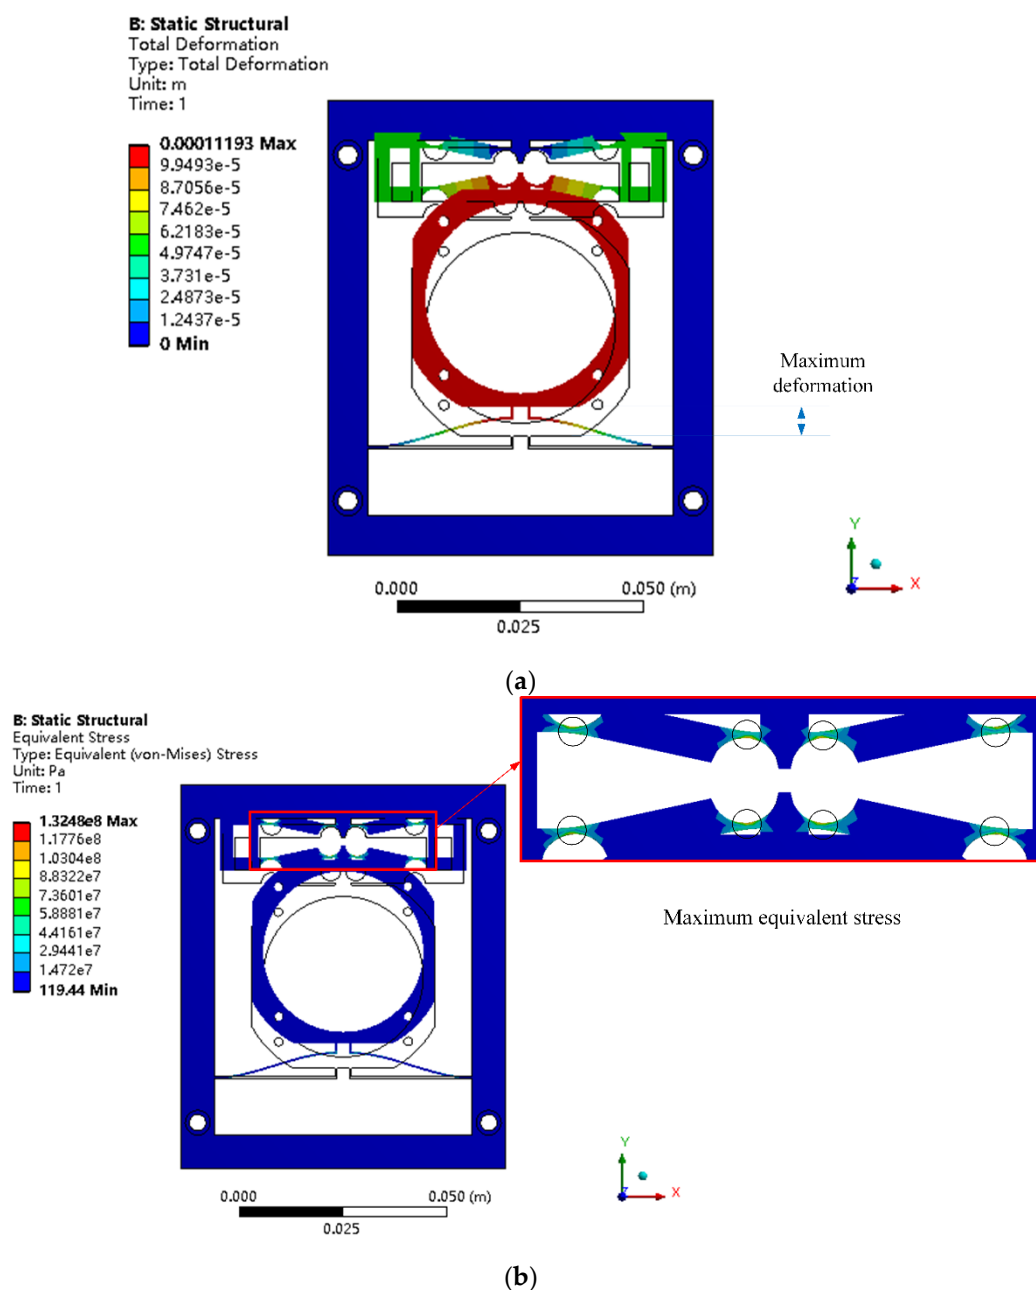 B: Static Structural
Total Deformation
Type: Total Deformation
Unit: m
Time: 1
0.00011193 Max
9.9493e-5
8.7056e-5
7.462e-5
6.2183e-5
4.9747e-5
3.731e-5
2.4873e-5
1.2437e-5
0 Min
Maximum
deformation
Y
X
Z
0.000
0.050 (m)
0.025
(a)
B: Static Structural
Equivalent Stress
Type: Equivalent (von-Mises) Stress
Unit: Pa
Time: 1
1.3248e8 Max
1.1776e8
1.0304e8
8.8322e7
7.3601e7
5.8881e7
4.4161e7
2.9441e7
1.472e7
119.44 Min
Maximum equivalent stress
Y
X
Z
0.000
0.050 (m)
0.025
(b)